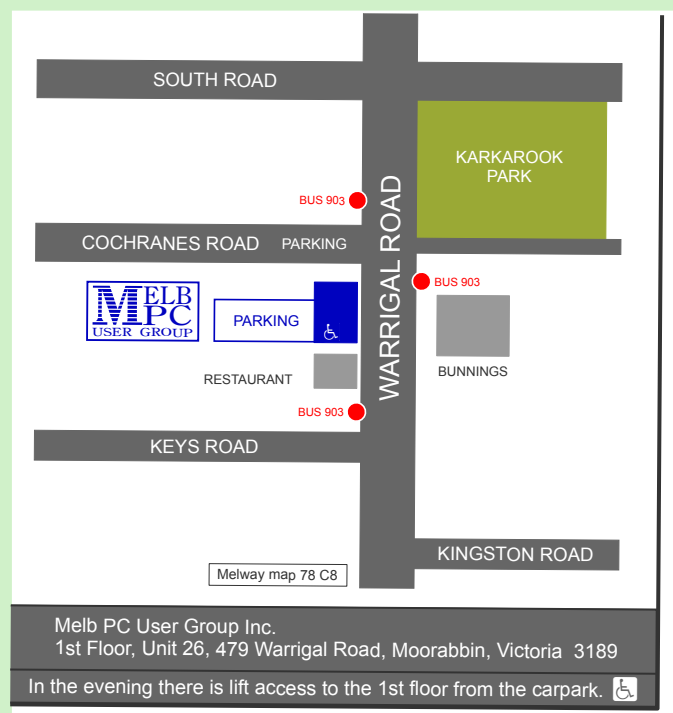 SOUTH ROAD
KARKAROOK
PARK
BUS 903
WARRIGAL ROAD
COCHRANES ROAD PARKING
BUS 903
MELB
PC
USER GROUP
PARKING
BUNNINGS
RESTAURANT
BUS 903
KEYS ROAD
KINGSTON ROAD
Melway map 78 C8
Melb PC User Group Inc.
1st Floor, Unit 26, 479 Warrigal Road, Moorabbin, Victoria 3189
In the evening there is lift access to the 1st floor from the carpark.